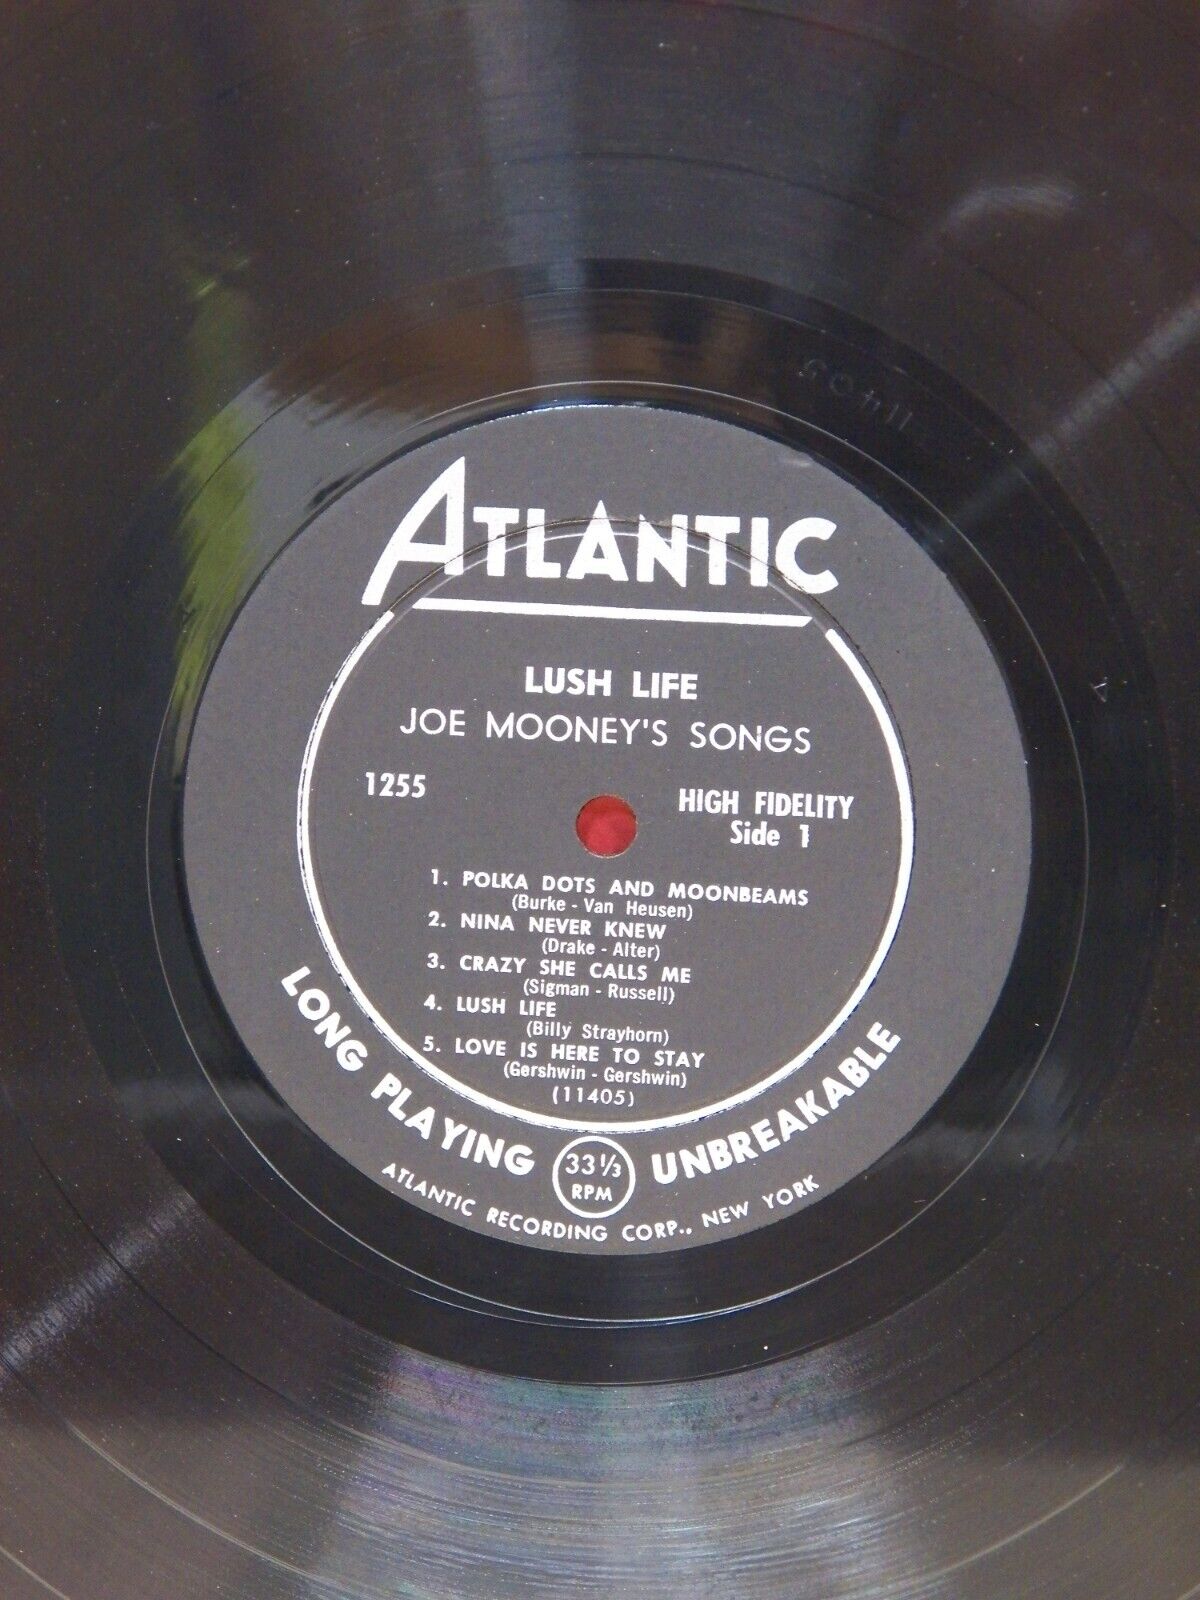 ATLANTIC
LUSH LIFE
JOE MOONEY'S SONGS
1255
HIGH FIDELITY
Side 1
1. POLKA DOTS AND MOONBEAMS
(Burke - Van Heusen)
2. NINA NEVER KNEW
(Drake - Alter)
3. CRAZY SHE CALLS ME
(Sigman - Russell)
4. LUSH LIFE
(Billy Strayhorn)
5. LOVE IS HERE TO STAY
(Gershwin - Gershwin)
(11405)
LONG PLAYING 33 1/3 RPM UNBREAKABLE
ATLANTIC RECORDING CORP., NEW YORK